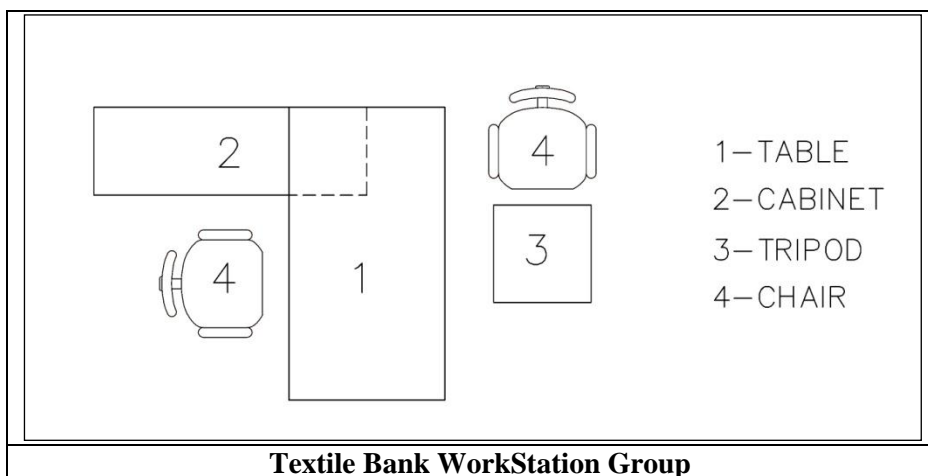 2
4
1-TABLE
2-CABINET
3
3-TRIPOD
4
1
4-CHAIR
Textile Bank WorkStation Group